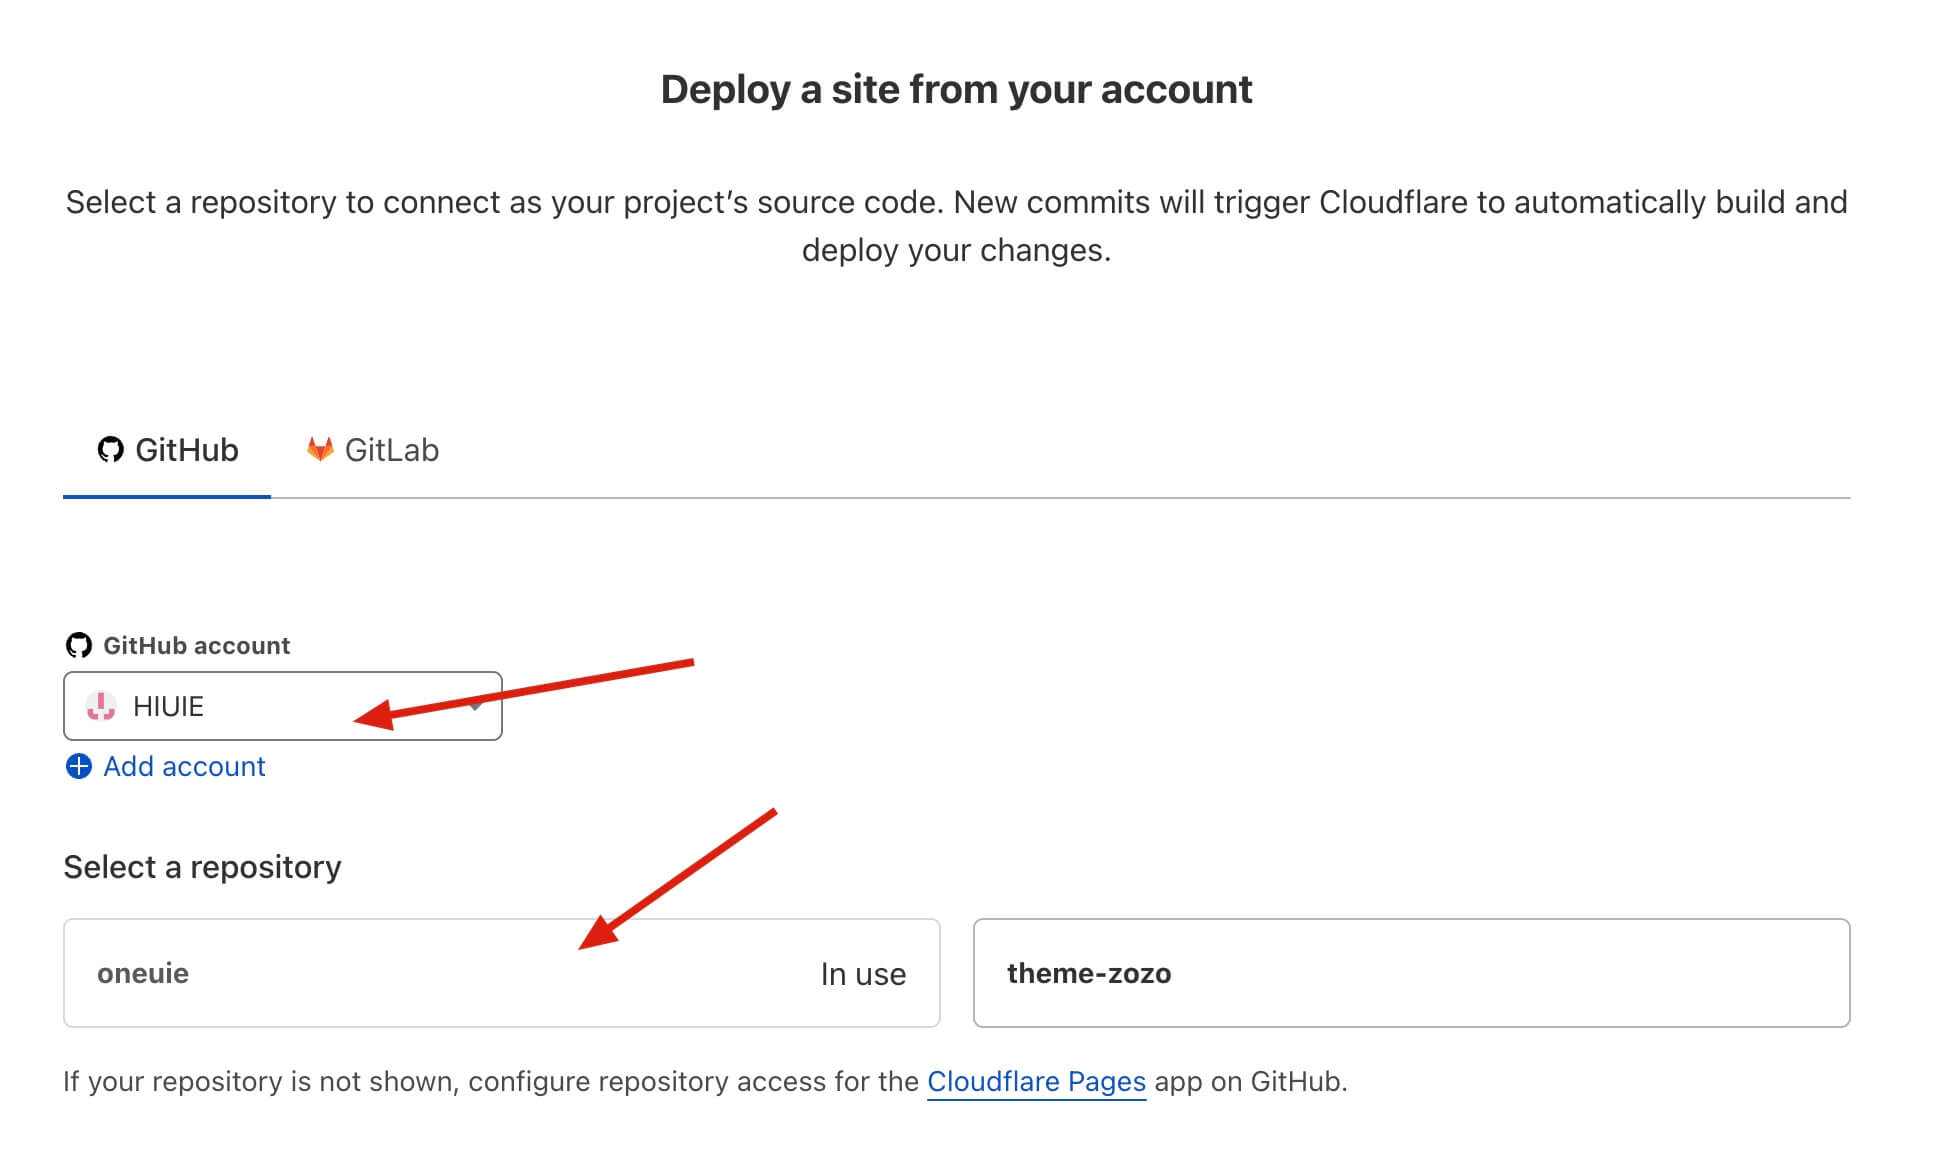 Deploy a site from your account
Select a repository to connect as your project's source code. New commits will trigger Cloudflare to automatically build and
deploy your changes.
GitHub
GitLab
GitHub account
HIUIE
Add account
Select a repository
oneuie
In use
theme-zozo
If your repository is not shown, configure repository access for the Cloudflare Pages app on GitHub.